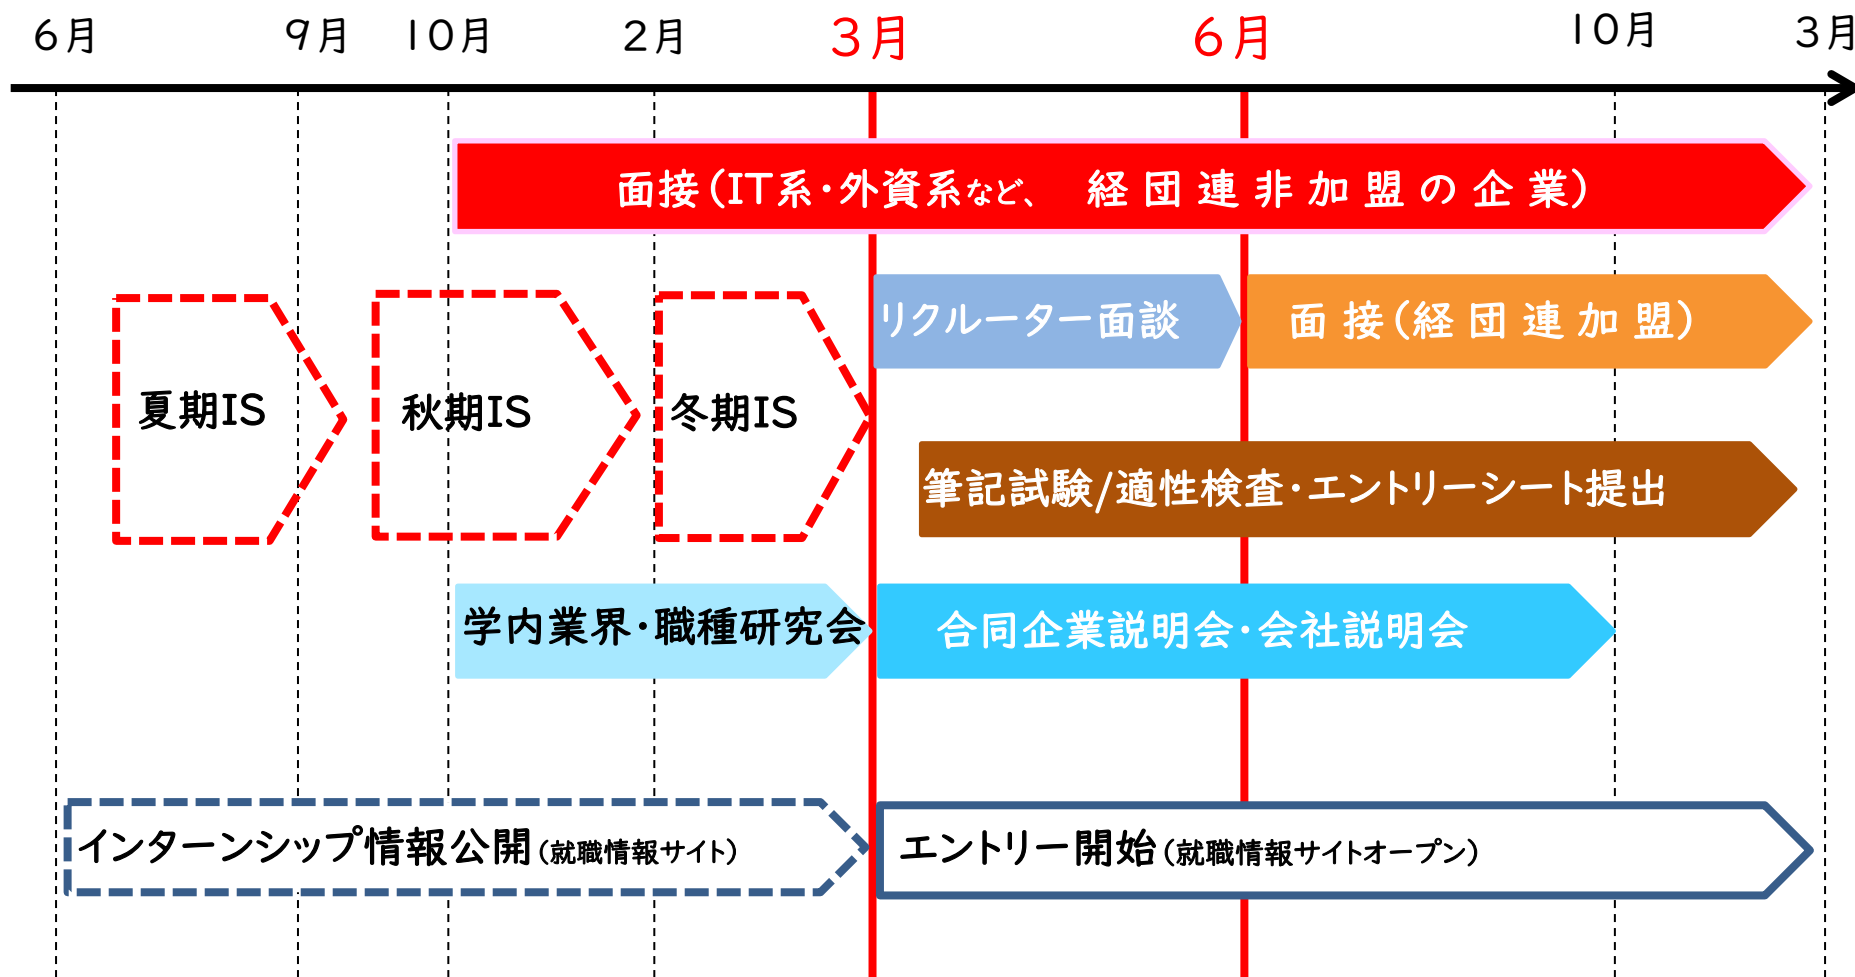 6月 9月 10月 2月 3月 6月 10月 3月
面接(IT系・外資系など、 経団連非加盟の企業)
リクルーター面談 面接(経団連加盟)
夏期IS 秋期IS 冬期IS
筆記試験/適性検査・エントリーシート提出
学内業界・職種研究会 合同企業説明会・会社説明会
インターンシップ情報公開(就職情報サイト) エントリー開始(就職情報サイトオープン)